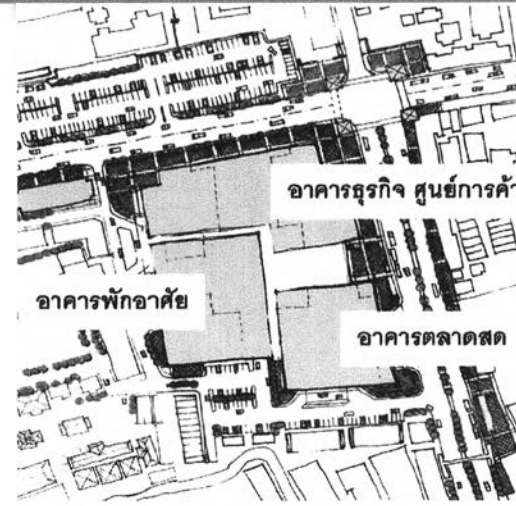 อาคารธุรกิจ ศูนย์การค้า
อาคารพักอาศัย
อาคารตลาดสด